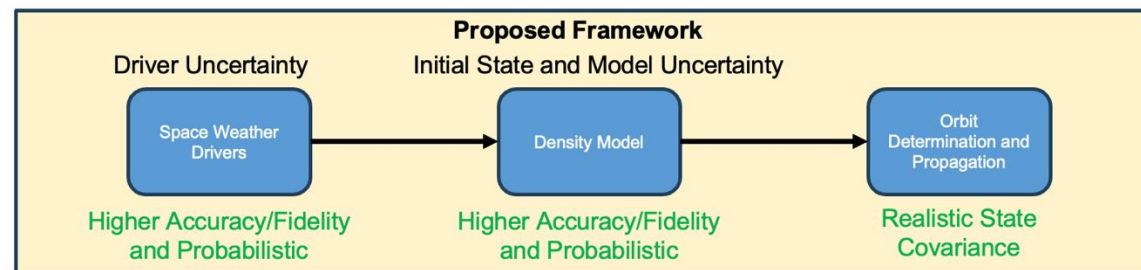 Proposed Framework
Driver Uncertainty
Initial State and Model Uncertainty
Space Weather
Drivers
Density Model
Orbit
Determination and
Propagation
Higher Accuracy/Fidelity
and Probabilistic
Higher Accuracy/Fidelity
and Probabilistic
Realistic State
Covariance